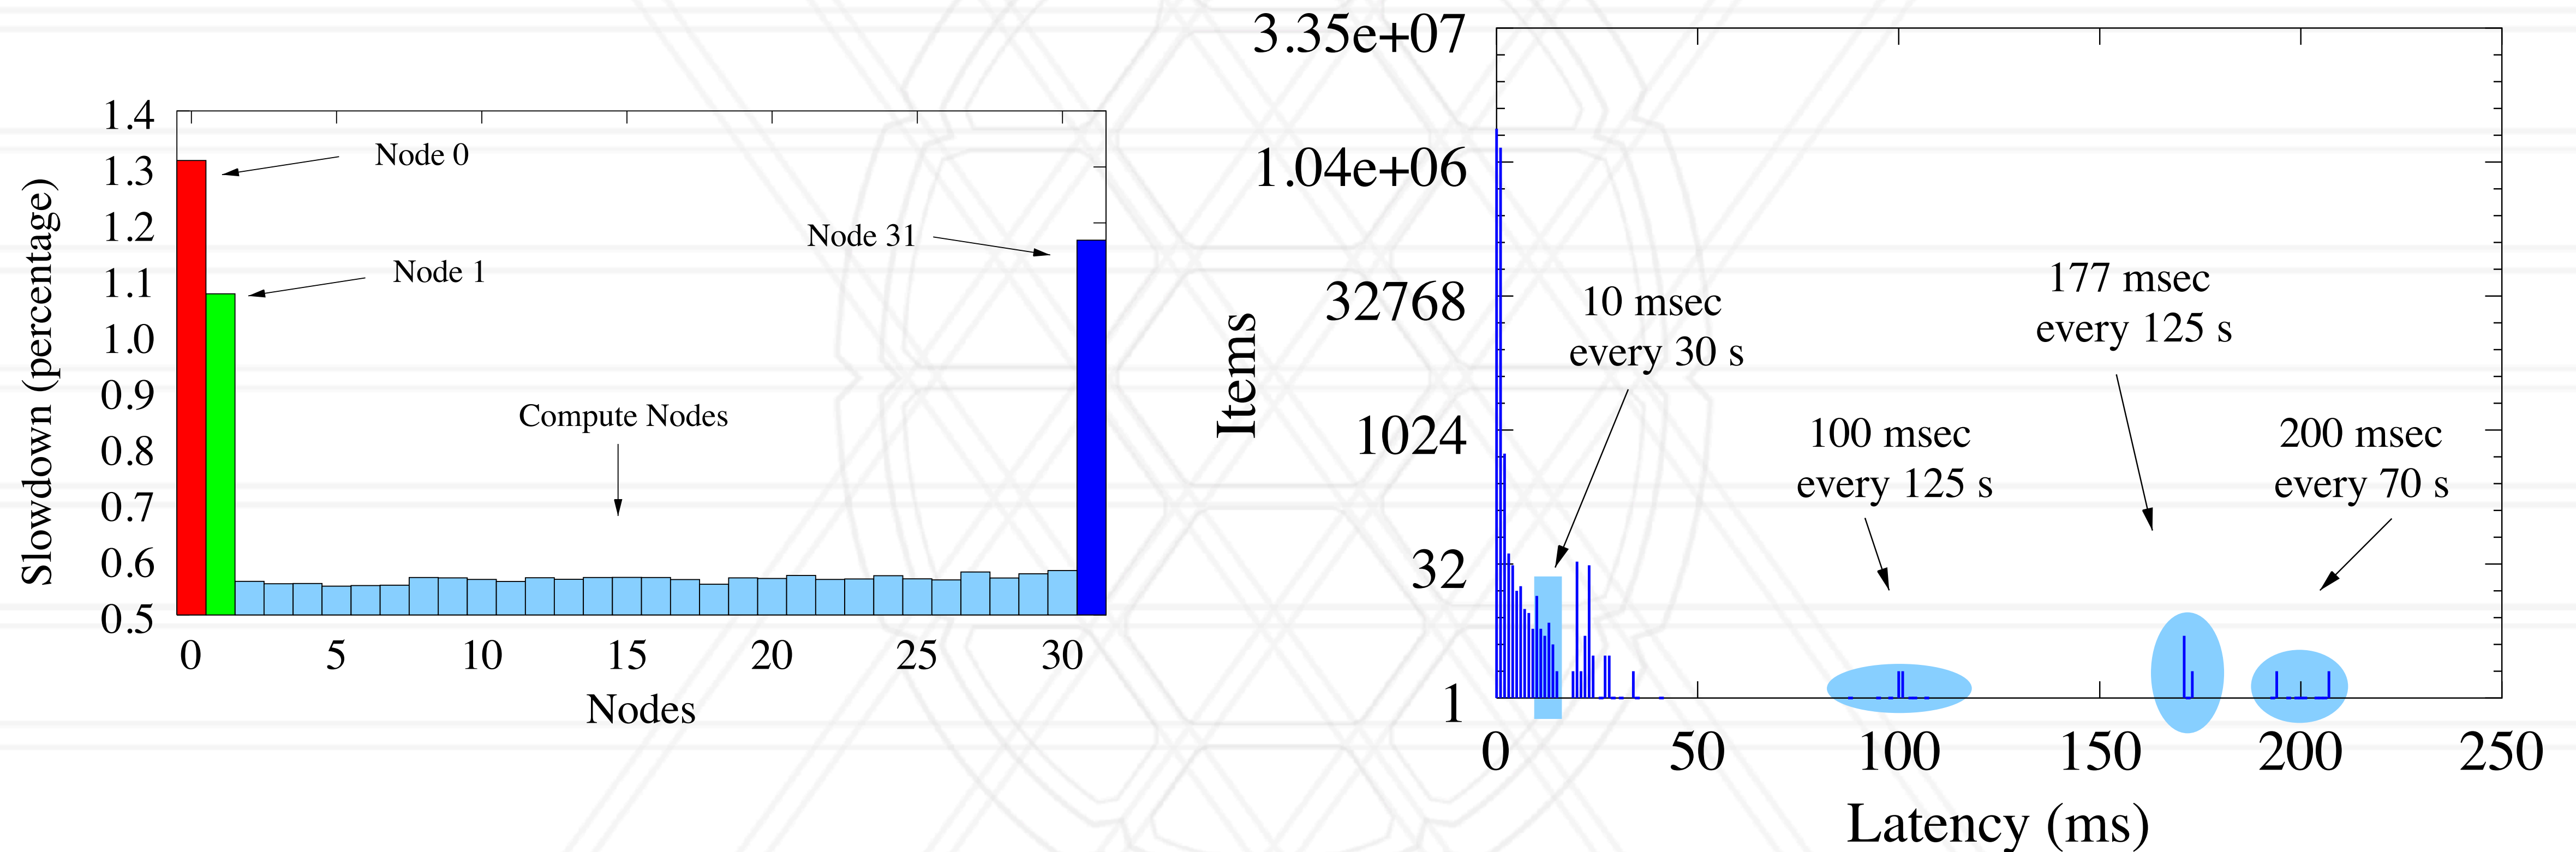 Slowdown (percentage)
1.4
1.3
1.2
1.1
1.0
0.9
0.8
0.7
0.6
0.5
Node 0
Node 1
Node 31
Compute Nodes
0 5 10 15 20 25 30
Nodes
Items
3.35e+07
1.04e+06
32768
1024
32
1
10 msec
every 30 s
100 msec
every 125 s
177 msec
every 125 s
200 msec
every 70 s
0 50 100 150 200 250
Latency (ms)